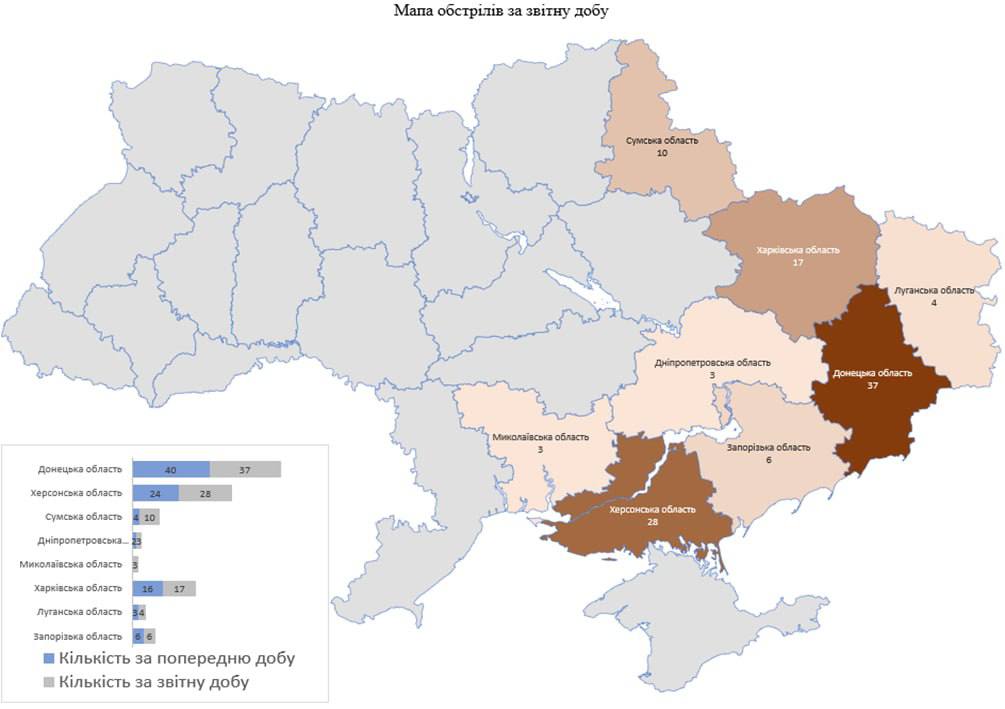 Мапа обстрілів за звітну добу
Сумська область
10
Харківська область
17
Луганська область
4
Дніпропетровська область
3
Донецька область
37
Миколаївська область
3
Запорізька область
6
Херсонська область
28
Донецька область 40 37
Херсонська область 24 28
Сумська область 4 10
Дніпропетровська... 2 3
Миколаївська область 3
Харківська область 16 17
Луганська область 3 4
Запорізька область 6 6
Кількість за попередню добу
Кількість за звітну добу